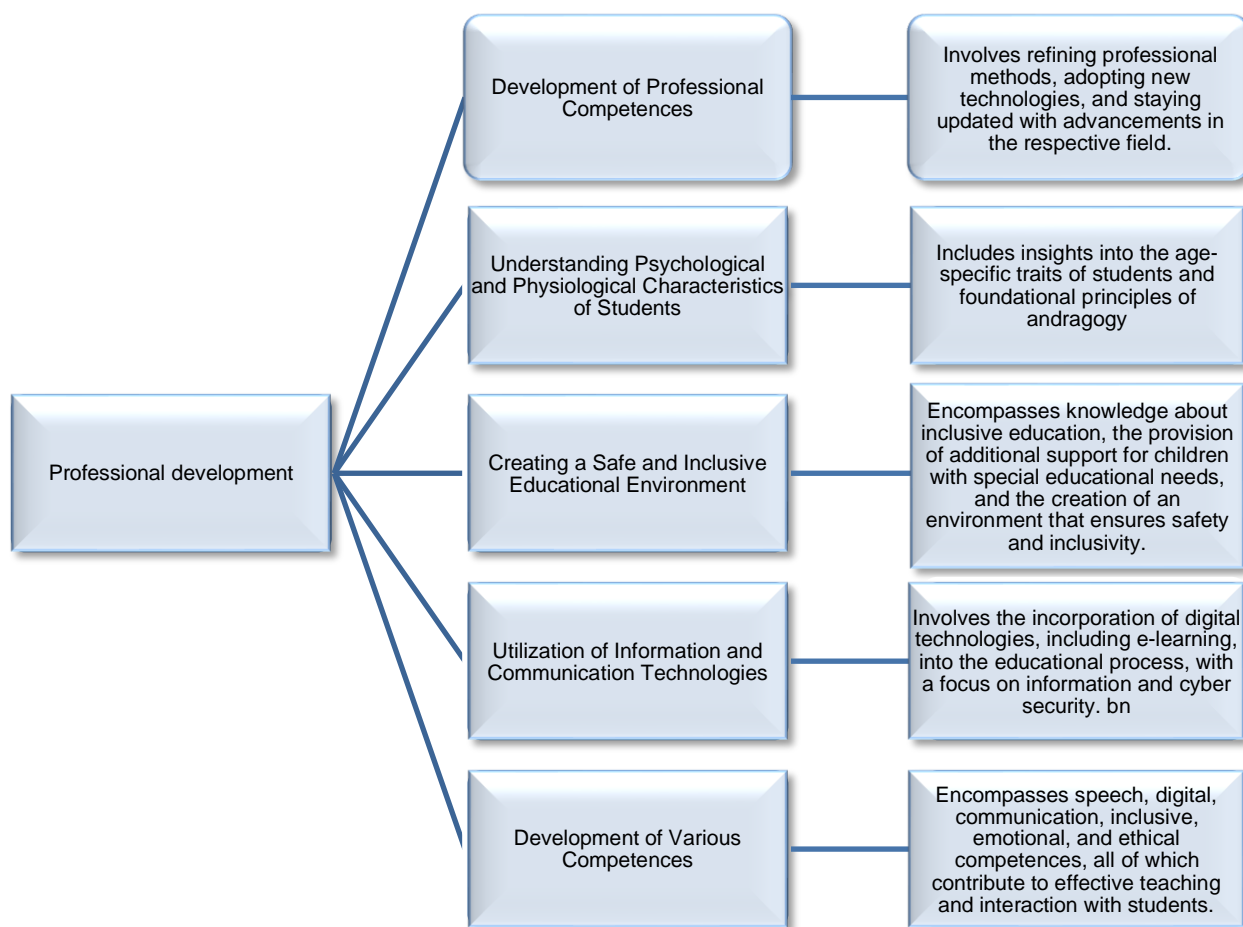 Development of Professional
Competences
Involves refining professional
methods, adopting new
technologies, and staying
updated with advancements in
the respective field.
Understanding Psychological
and Physiological Characteristics
of Students
Includes insights into the age-
specific traits of students and
foundational principles of
andragogy
Professional development
Creating a Safe and Inclusive
Educational Environment
Encompasses knowledge about
inclusive education, the provision
of additional support for children
with special educational needs,
and the creation of an
environment that ensures safety
and inclusivity.
Utilization of Information and
Communication Technologies
Involves the incorporation of digital
technologies, including e-learning,
into the educational process, with
a focus on information and cyber
security. bn
Development of Various
Competences
Encompasses speech, digital,
communication, inclusive,
emotional, and ethical
competences, all of which
contribute to effective teaching
and interaction with students.